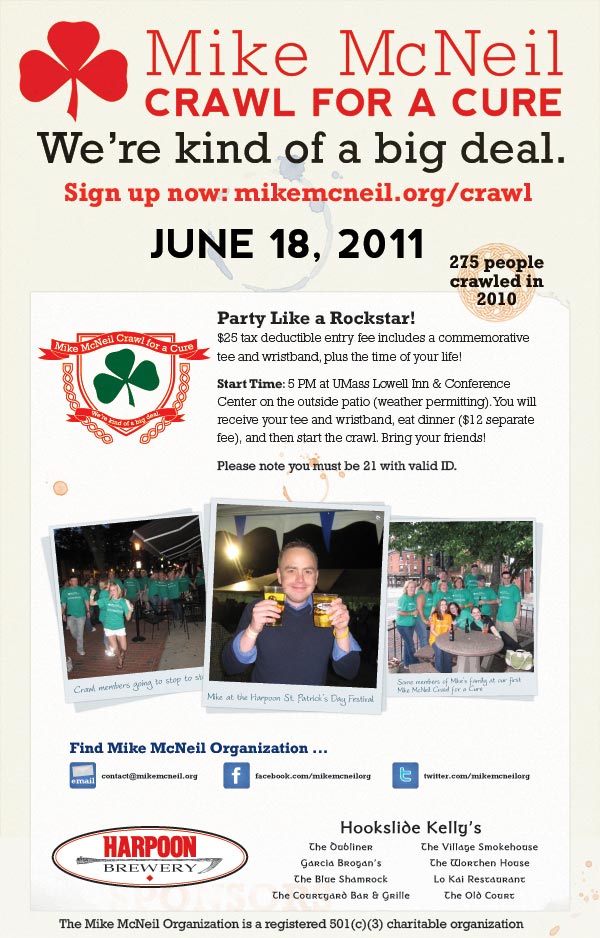 Mike McNeil
CRAWL FOR A CURE
We're kind of a big deal.
Sign up now: mikemcneil.org/crawl
JUNE 18, 2011
275 people
crawled in
2010
Mike McNeil Crawl for a Cure
We're kind of a big deal.
Party Like a Rockstar!
$25 tax deductible entry fee includes a commemorative
tee and wristband, plus the time of your life!
Start Time: 5 PM at UMass Lowell Inn & Conference
Center on the outside patio (weather permitting). You will
receive your tee and wristband, eat dinner ($12 separate
fee), and then start the crawl. Bring your friends!
Please note you must be 21 with valid ID.
Crawl members going to stop to
Mike at the Harpoon St. Patrick's Day Festival
Some members of Mike's family at our first
Mike McNeil Crawl for a Cure
Find Mike McNeil Organization ...
email
contact@mikemcneil.org
f
facebook.com/mikemcneilorg
t
twitter.com/mikemcneilorg
HARPOON
BREWERY
Hookslide Kelly's
The Dubliner
The Village Smokehouse
Garcia Brogan's
The Worthen House
The Blue Shamrock
Lo Kai Restaurant
The Courtyard Bar & Grille
The Old Court
SPONSORS
The Mike McNeil Organization is a registered 501(c)(3) charitable organization